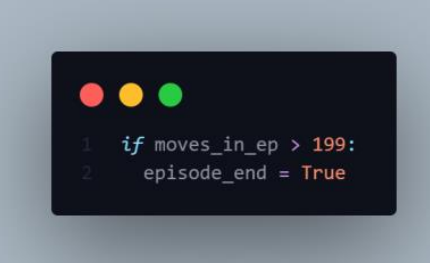 1 if moves_in_ep > 199:
2 episode_end = True